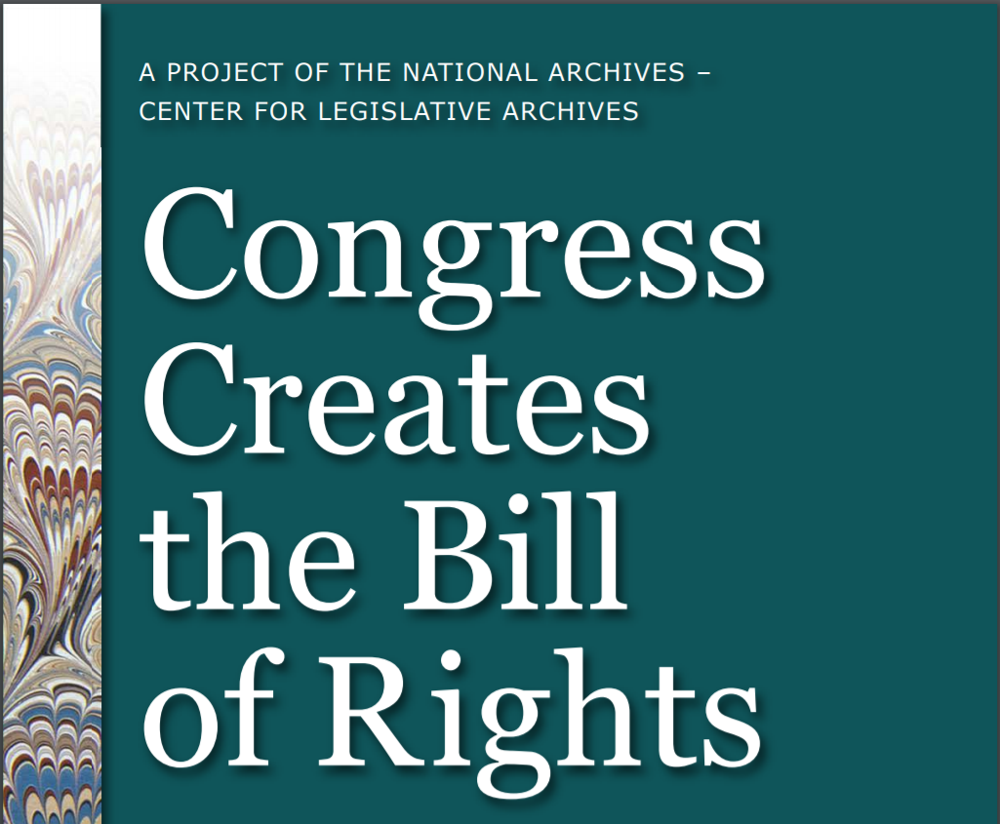 A PROJECT OF THE NATIONAL ARCHIVES –
CENTER FOR LEGISLATIVE ARCHIVES
Congress
Creates
the Bill
of Rights